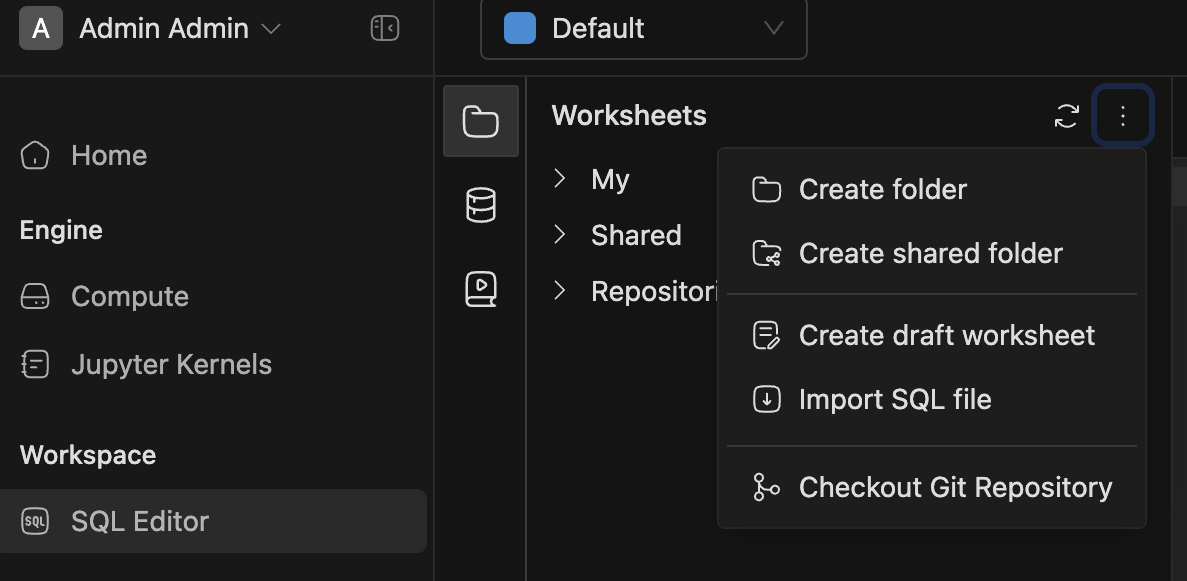 A Admin Admin
Default
Home
Engine
Compute
Jupyter Kernels
Workspace
SQL SQL Editor
Worksheets
My
Shared
Repositori
Create folder
Create shared folder
Create draft worksheet
Import SQL file
Checkout Git Repository